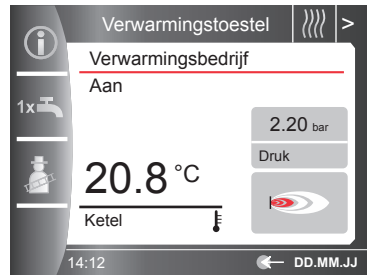 Verwarmingstoestel >
Verwarmingsbedrijf
Aan
1x
2.20 bar
Druk
20.8 °C
Ketel
14:12 DD.MM.JJ